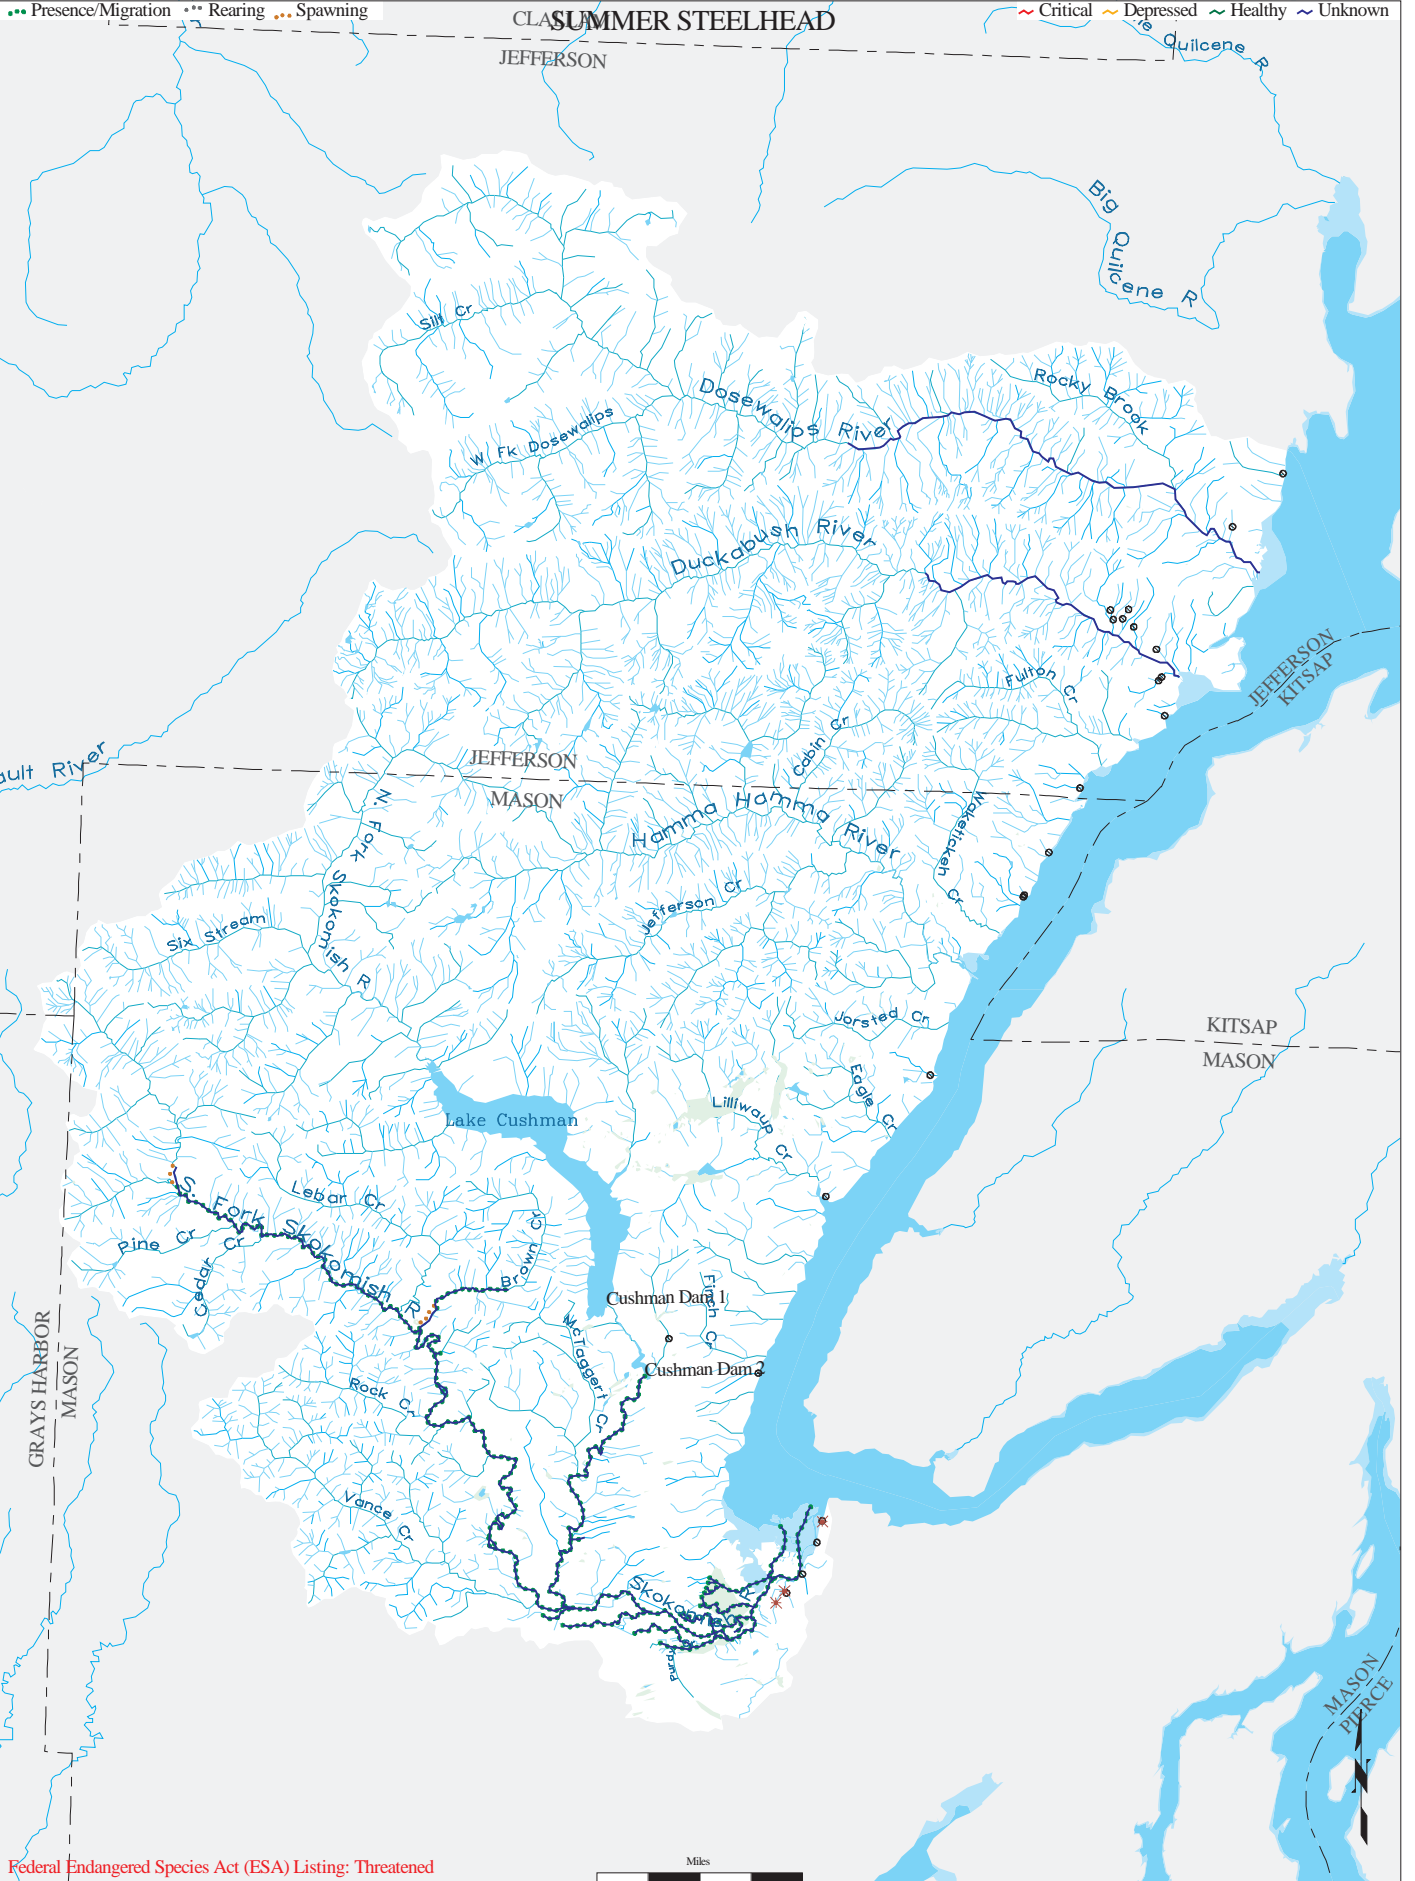 Presence/Migration Rearing Spawning
Critical Depressed Healthy Unknown
SUMMER STEELHEAD
JEFFERSON
Quilcene R
Big Quilcene R
Silt Cr
Rocky Brook
Dosewalips River
W Fk Dosewalips
Duckabush River
JEFFERSON
KITSAP
Fulton Cr
Cabin Cr
ault River
JEFFERSON
MASON
N. Fork Skokomish R
Hamma Hamma River
Waketickeh Cr
Jefferson Cr
Six Stream
Jorsted Cr
KITSAP
MASON
Eagle Cr
Lilliwaup Cr
Lake Cushman
S. Fork Skokomish R
Lebar Cr
Pine Cr
Cedar Cr
Brown Cr
Finch Cr
Cushman Dam 1
McTaggert Cr
Cushman Dam 2
GRAYS HARBOR
MASON
Rock Cr
Vance Cr
MASON
PIERCE
N
Federal Endangered Species Act (ESA) Listing: Threatened
Miles